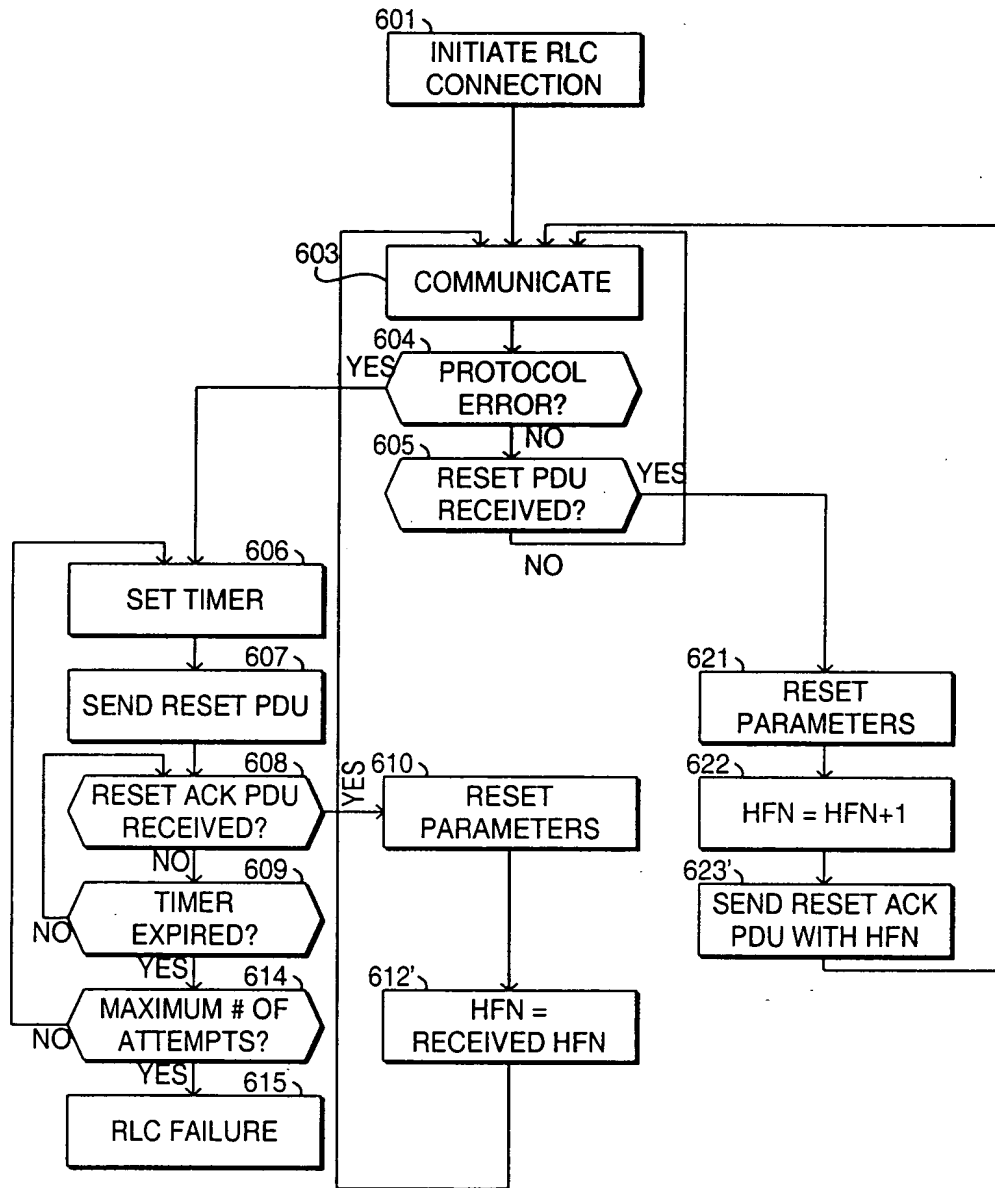 601
INITIATE RLC
CONNECTION
603
COMMUNICATE
604
YES
PROTOCOL
ERROR?
NO
605
RESET PDU
RECEIVED?
YES
NO
606
SET TIMER
607
SEND RESET PDU
608
RESET ACK PDU
RECEIVED?
YES
NO
609
TIMER
EXPIRED?
NO
YES
614
MAXIMUM # OF
ATTEMPTS?
NO
YES
615
RLC FAILURE
610
RESET
PARAMETERS
612'
HFN =
RECEIVED HFN
621
RESET
PARAMETERS
622
HFN = HFN+1
623'
SEND RESET ACK
PDU WITH HFN